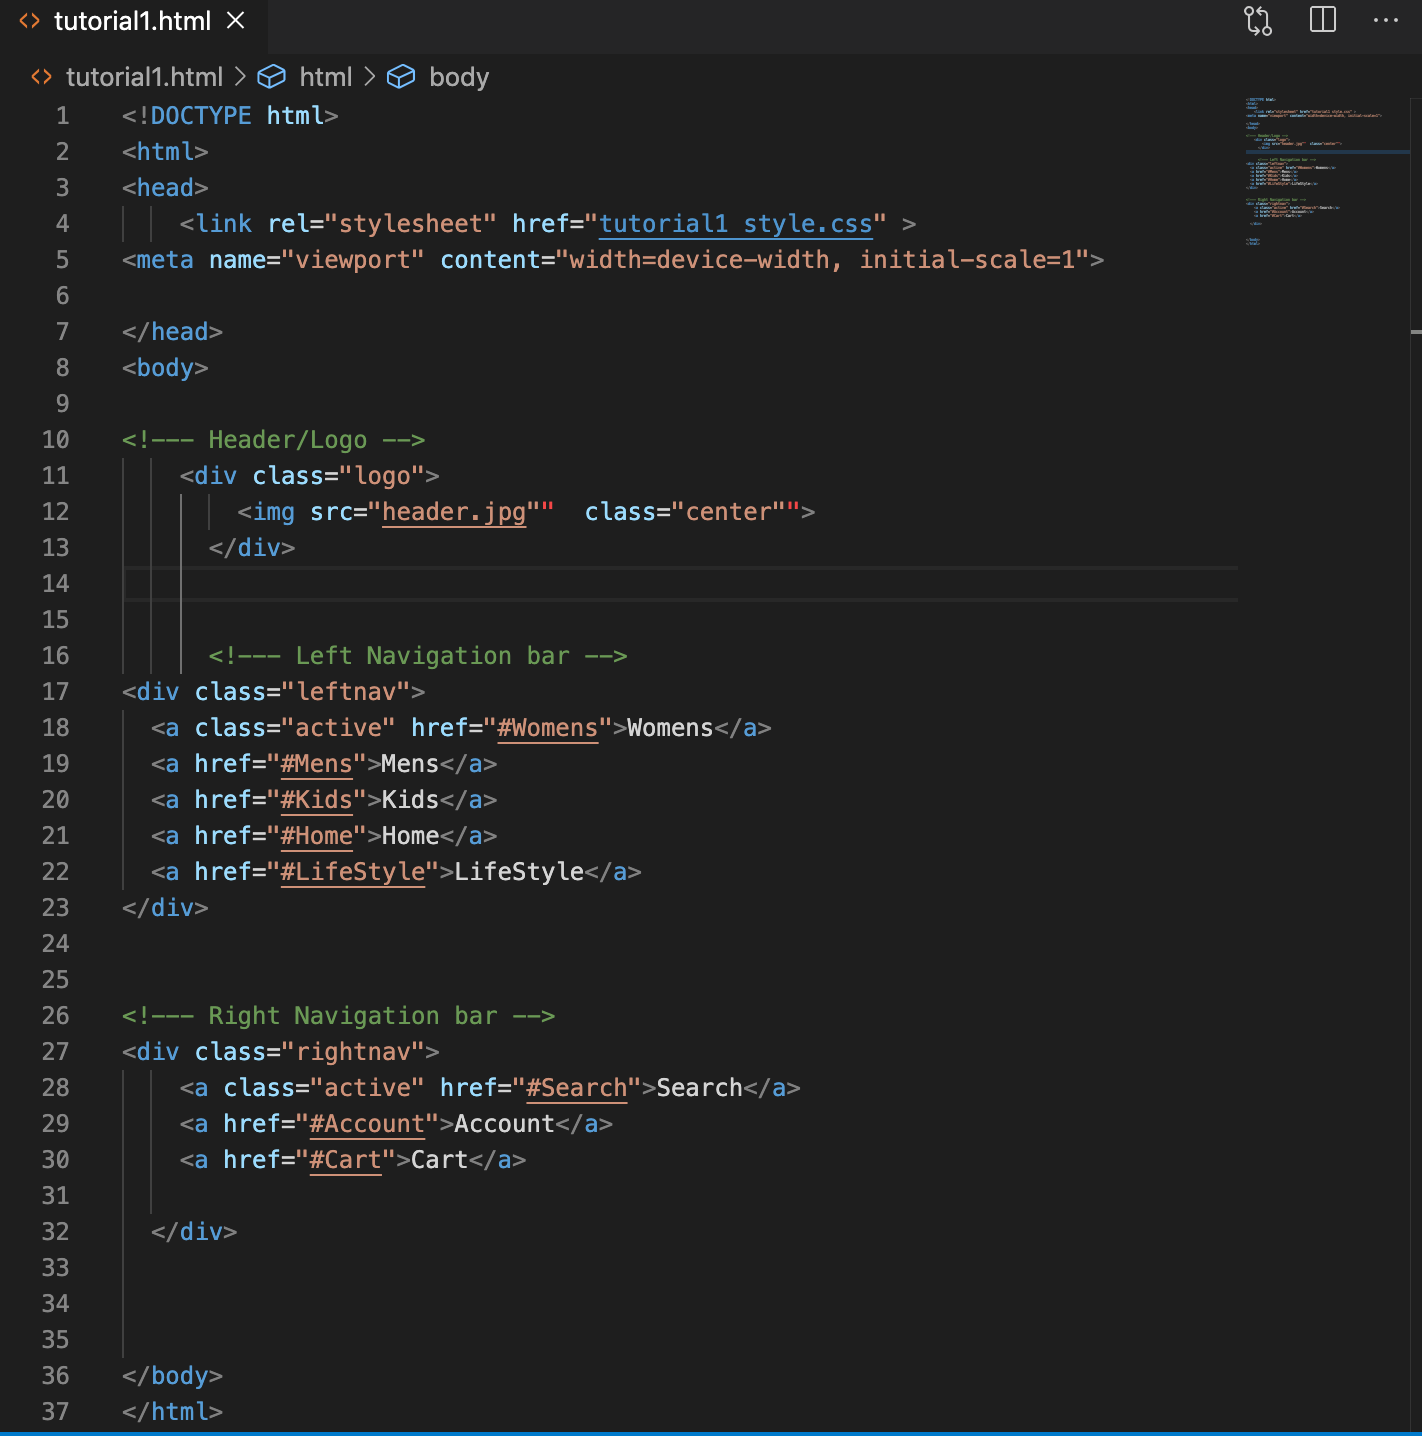 tutorial1.html
tutorial1.html > html > body
1 <!DOCTYPE html>
2 <html>
3 <head>
4     <link rel="stylesheet" href="tutorial1 style.css" >
5 <meta name="viewport" content="width=device-width, initial-scale=1">
6
7 </head>
8 <body>
9
10 <!--- Header/Logo -->
11     <div class="logo">
12         <img src="header.jpg""  class="center"">
13       </div>
14
15
16       <!--- Left Navigation bar -->
17 <div class="leftnav">
18   <a class="active" href="#Womens">Womens</a>
19   <a href="#Mens">Mens</a>
20   <a href="#Kids">Kids</a>
21   <a href="#Home">Home</a>
22   <a href="#LifeStyle">LifeStyle</a>
23 </div>
24
25
26 <!--- Right Navigation bar -->
27 <div class="rightnav">
28     <a class="active" href="#Search">Search</a>
29     <a href="#Account">Account</a>
30     <a href="#Cart">Cart</a>
31
32   </div>
33
34
35
36 </body>
37 </html>